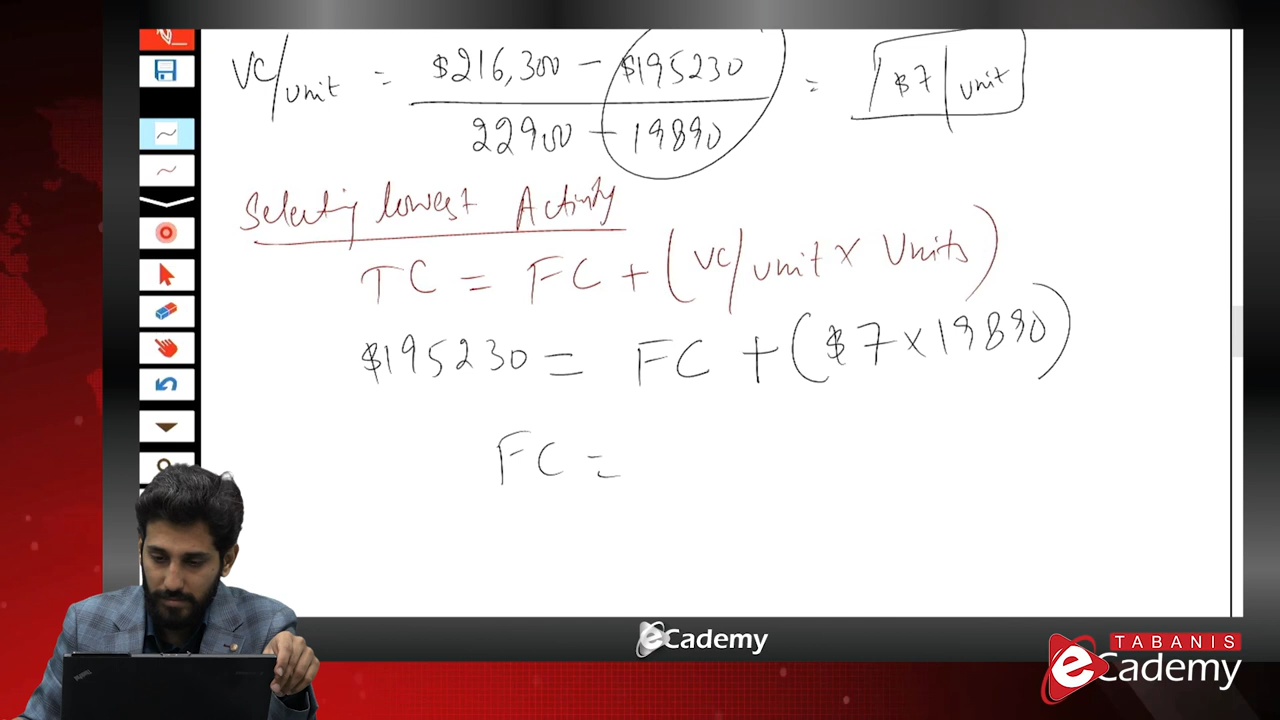 VC/unit = $216,300 – $195230 / 22900 – 19890 = $7/unit
Selecting lowest Activity
TC = FC + (VC/unit x Units)
$195230 = FC + ($7 x 19890)
FC =
eCademy
TABANIS
eCademy